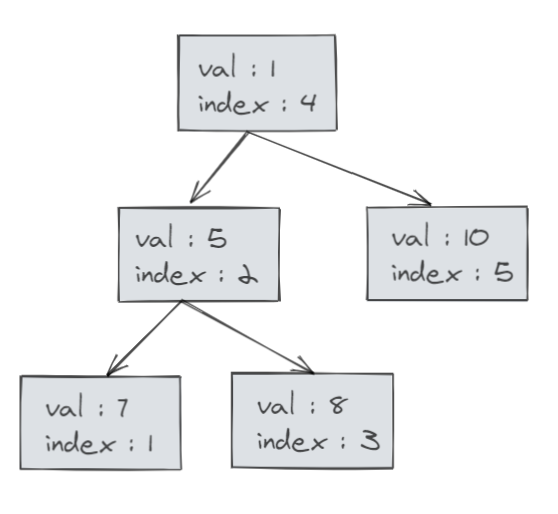 val : 1
index : 4
val : 5
index : 2
val : 10
index : 5
val : 7
index : 1
val : 8
index : 3